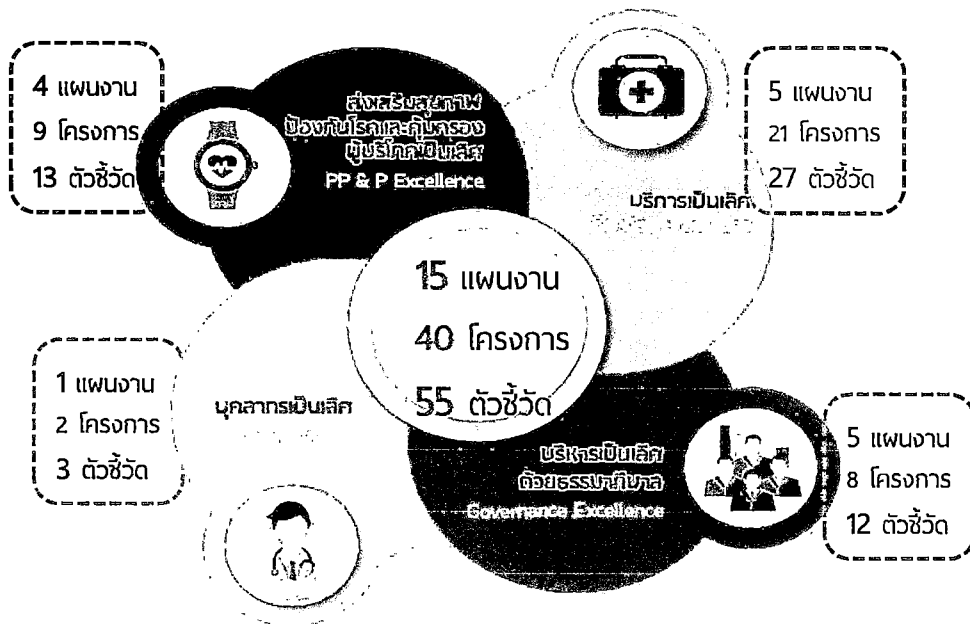 4 แผนงาน
9 โครงการ
13 ตัวชี้วัด
ส่งเสริมสุขภาพ
ป้องกันโรคและคุ้มครอง
ผู้บริโภคเป็นเลิศ
PP & P Excellence
5 แผนงาน
21 โครงการ
27 ตัวชี้วัด
บริการเป็นเลิศ
15 แผนงาน
40 โครงการ
55 ตัวชี้วัด
1 แผนงาน
2 โครงการ
3 ตัวชี้วัด
บุคลากรเป็นเลิศ
บริหารเป็นเลิศ
ด้วยธรรมาภิบาล
Governance Excellence
5 แผนงาน
8 โครงการ
12 ตัวชี้วัด